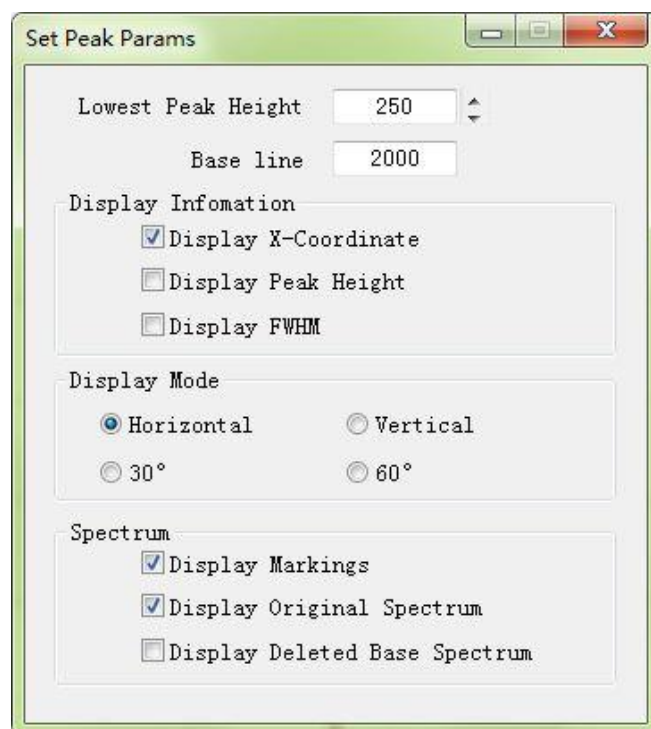 Set Peak Params
Lowest Peak Height 250
Base line 2000
Display Infomation
Display X-Coordinate
Display Peak Height
Display FWHM
Display Mode
Horizontal Vertical
30° 60°
Spectrum
Display Markings
Display Original Spectrum
Display Deleted Base Spectrum